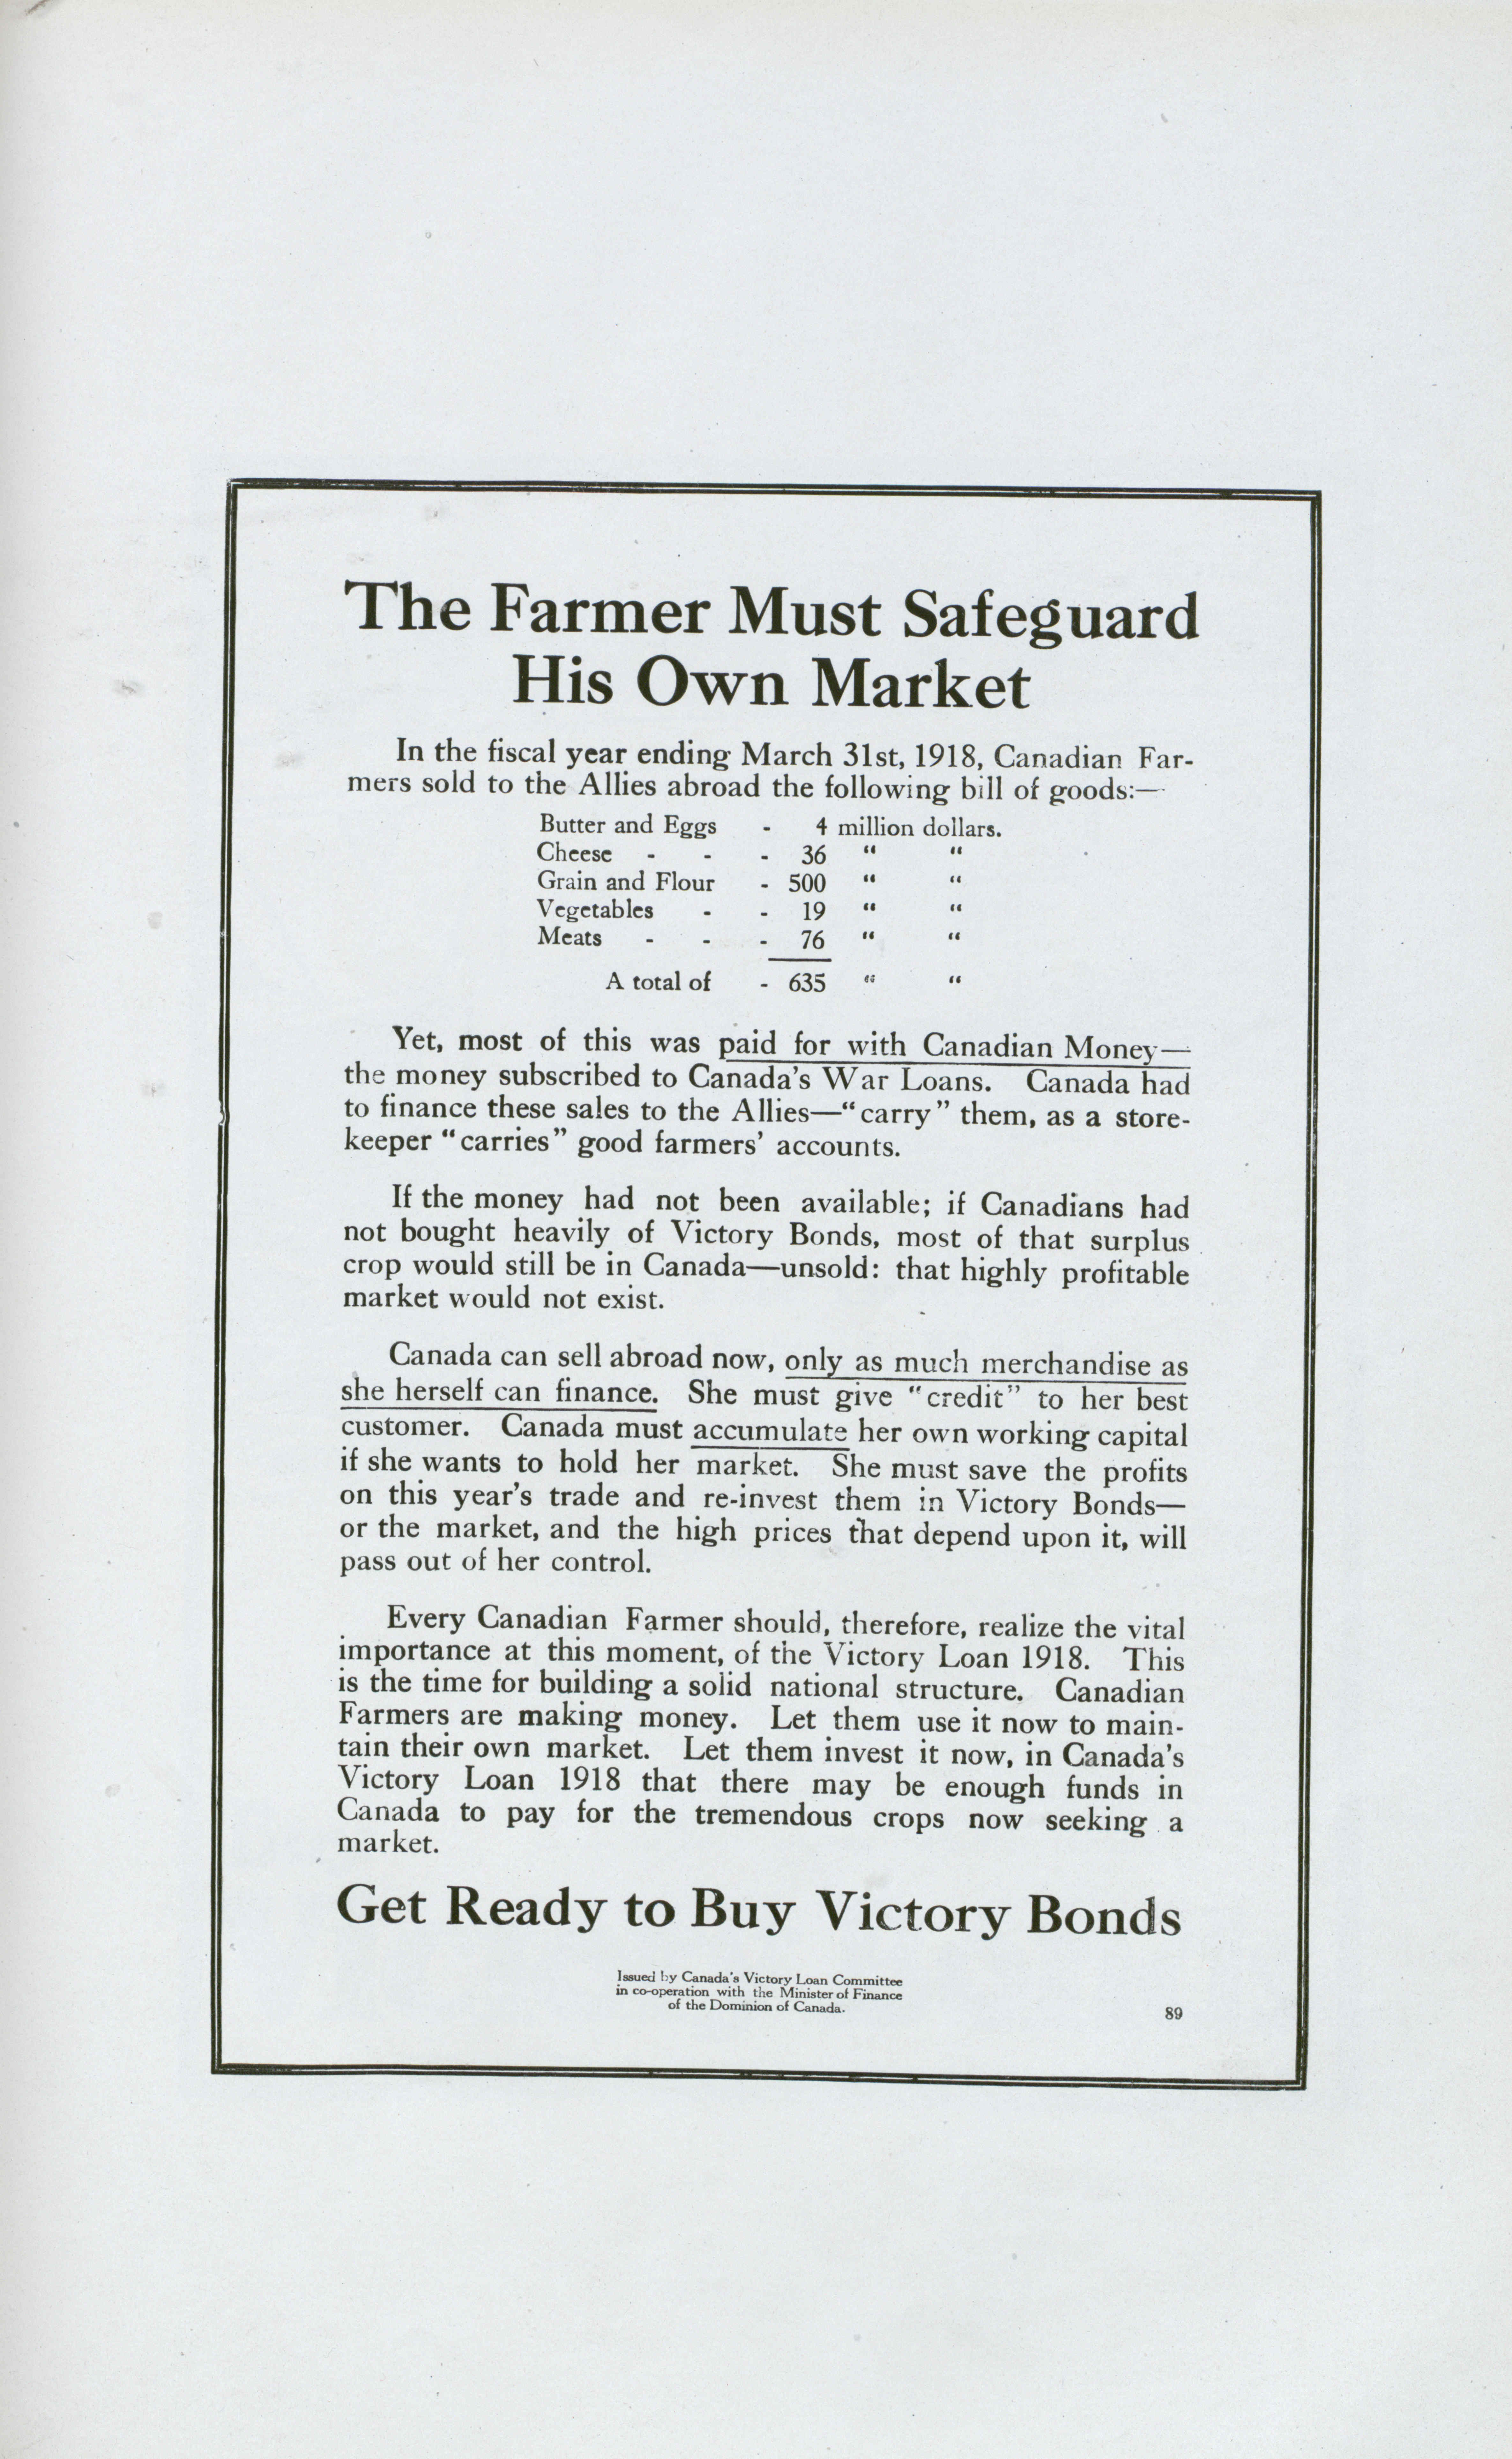 The Farmer Must Safeguard
His Own Market
In the fiscal year ending March 31st, 1918, Canadian Far-
mers sold to the Allies abroad the following bill of goods:—
Butter and Eggs - 4 million dollars.
Cheese - - - 36 “ “
Grain and Flour - 500 “ “
Vegetables - - 19 “ “
Meats - - - 76 “ “
A total of - 635 “ “
Yet, most of this was paid for with Canadian Money—
the money subscribed to Canada’s War Loans. Canada had
to finance these sales to the Allies—“carry” them, as a store-
keeper “carries” good farmers’ accounts.
If the money had not been available; if Canadians had
not bought heavily of Victory Bonds, most of that surplus
crop would still be in Canada—unsold: that highly profitable
market would not exist.
Canada can sell abroad now, only as much merchandise as
she herself can finance. She must give “credit” to her best
customer. Canada must accumulate her own working capital
if she wants to hold her market. She must save the profits
on this year’s trade and re-invest them in Victory Bonds—
or the market, and the high prices that depend upon it, will
pass out of her control.
Every Canadian Farmer should, therefore, realize the vital
importance at this moment, of the Victory Loan 1918. This
is the time for building a solid national structure. Canadian
Farmers are making money. Let them use it now to main-
tain their own market. Let them invest it now, in Canada’s
Victory Loan 1918 that there may be enough funds in
Canada to pay for the tremendous crops now seeking a
market.
Get Ready to Buy Victory Bonds
Issued by Canada’s Victory Loan Committee
in co-operation with the Minister of Finance
of the Dominion of Canada.
89